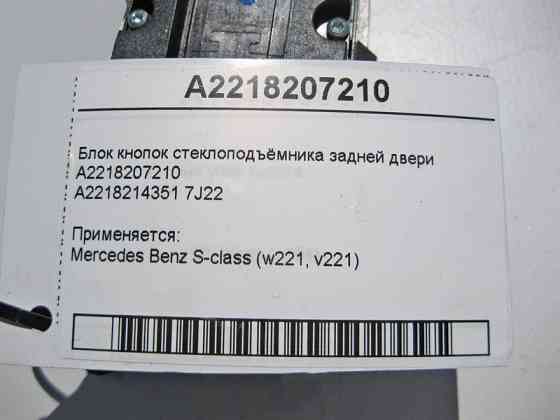 A2218207210
Блок кнопок стеклоподъёмника задней двери
A2218207210
A2218214351 7J22
Применяется:
Mercedes Benz S-class (w221, v221)